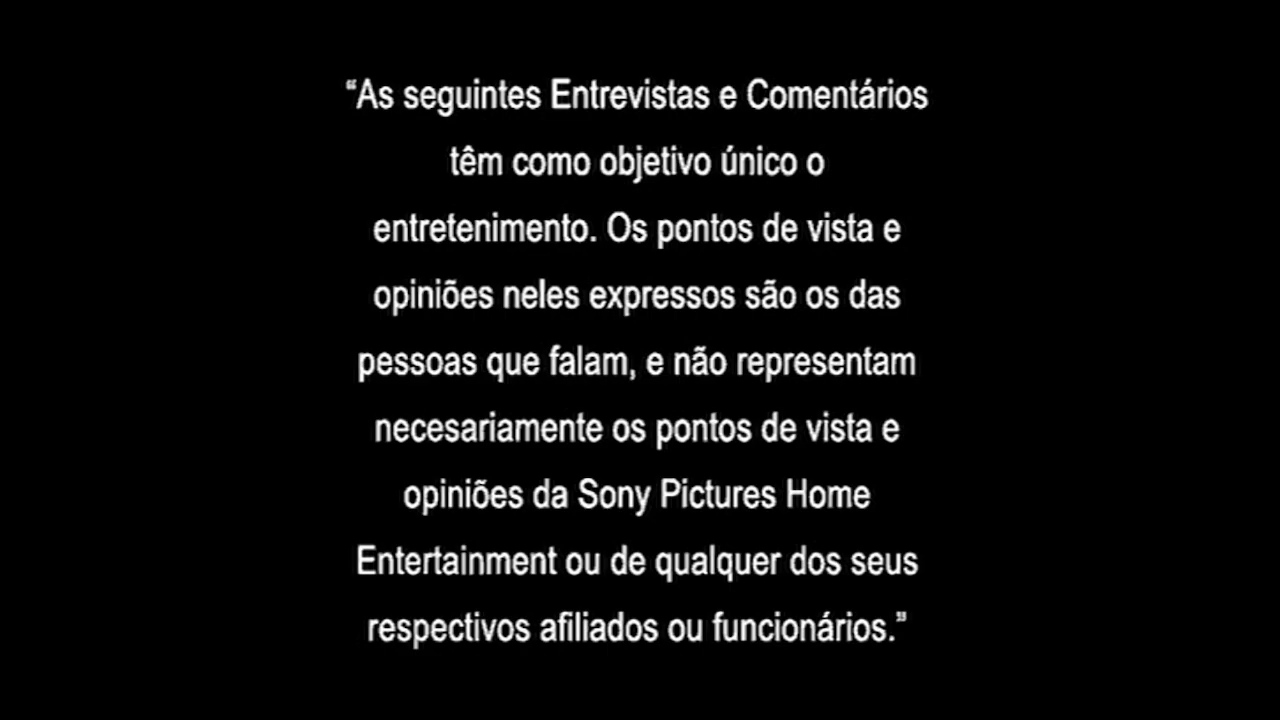 “As seguintes Entrevistas e Comentários
têm como objetivo único o
entretenimento. Os pontos de vista e
opiniões neles expressos são os das
pessoas que falam, e não representam
necesariamente os pontos de vista e
opiniões da Sony Pictures Home
Entertainment ou de qualquer dos seus
respectivos afiliados ou funcionários.”